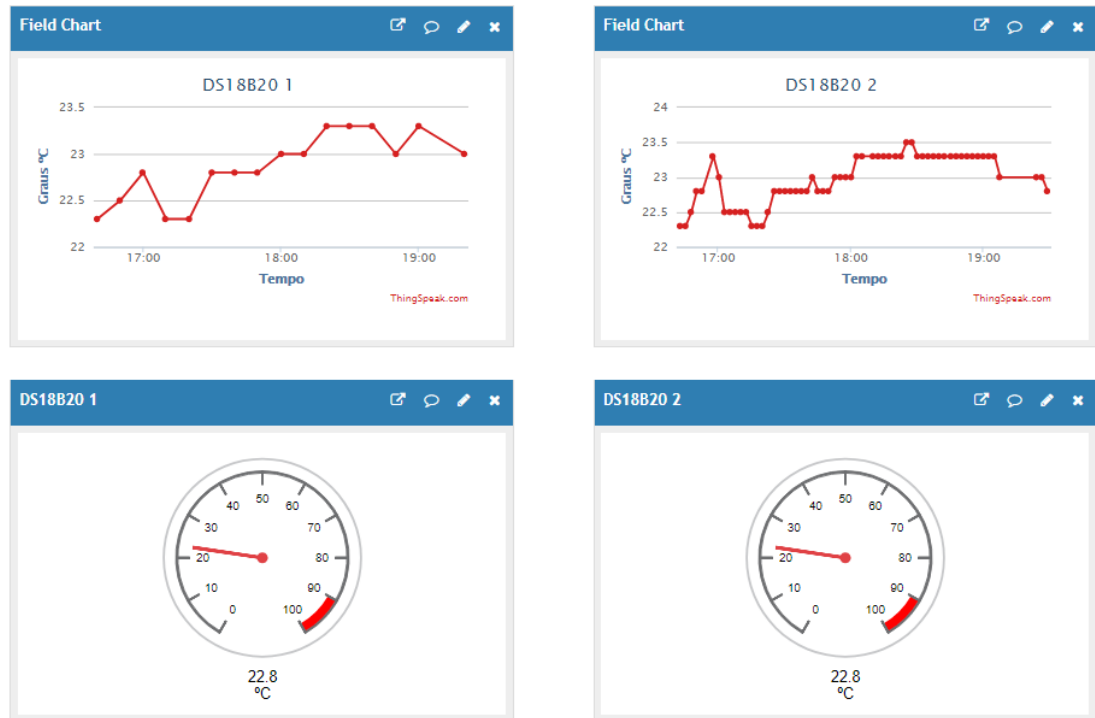 Field Chart
DS18B20 1
23.5
23
22.5
22
Graus ºC
17:00
18:00
19:00
Tempo
ThingSpeak.com
Field Chart
DS18B20 2
24
23.5
23
22.5
22
Graus ºC
17:00
18:00
19:00
Tempo
ThingSpeak.com
DS18B20 1
0
10
20
30
40
50
60
70
80
90
100
22.8
ºC
DS18B20 2
0
10
20
30
40
50
60
70
80
90
100
22.8
ºC